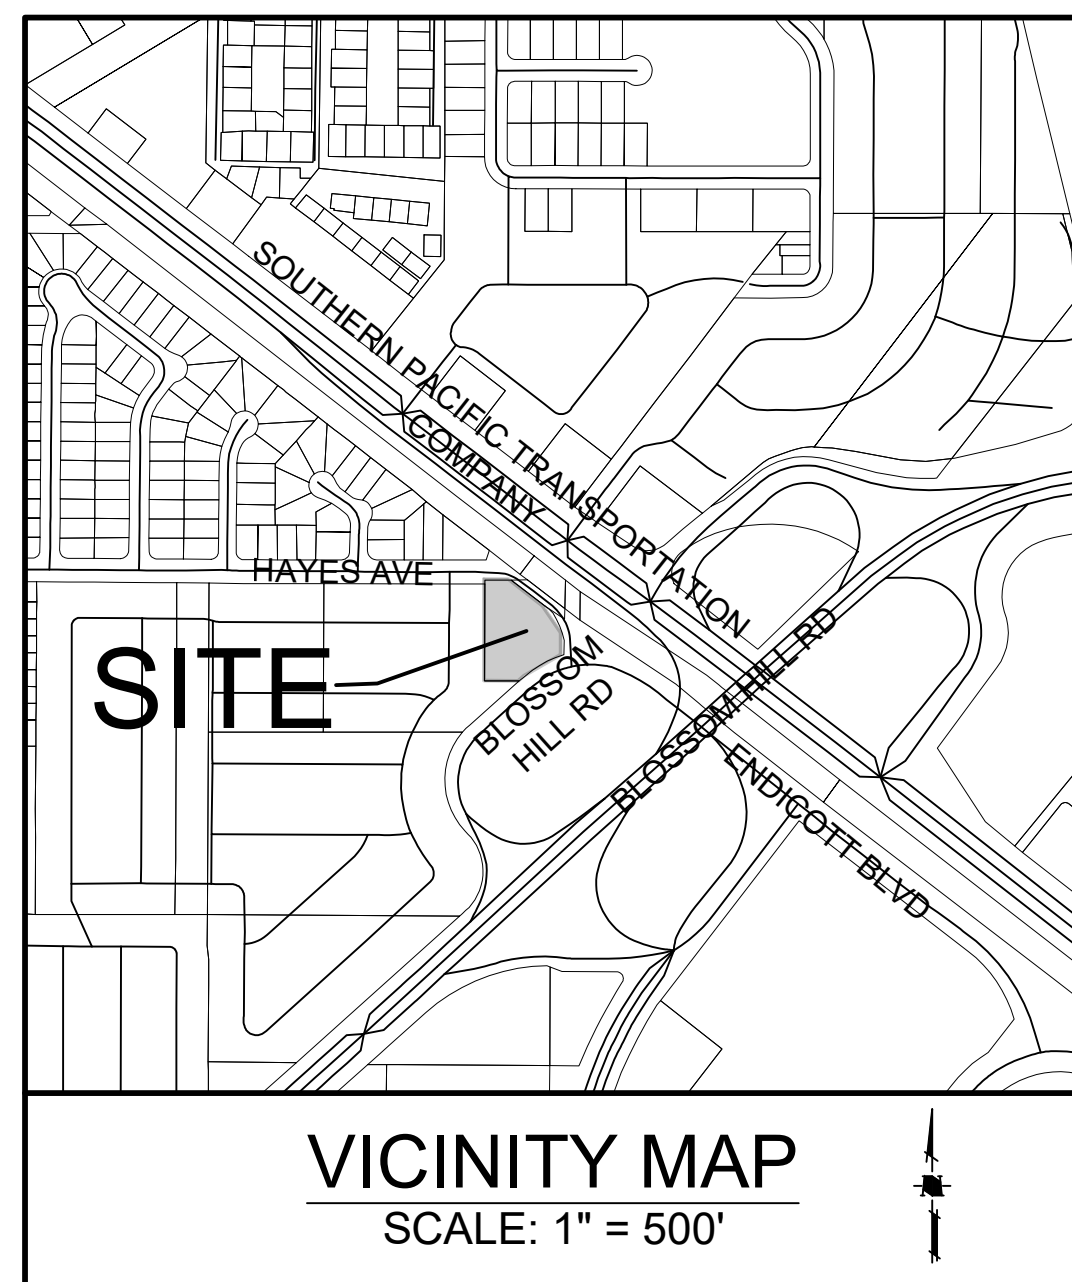 SOUTHERN PACIFIC TRANSPORTATION
COMPANY
HAYES AVE
SITE
BLOSSOM
HILL RD
BLOSSOM HILL RD
ENDICOTT BLVD
VICINITY MAP
SCALE: 1" = 500'
N